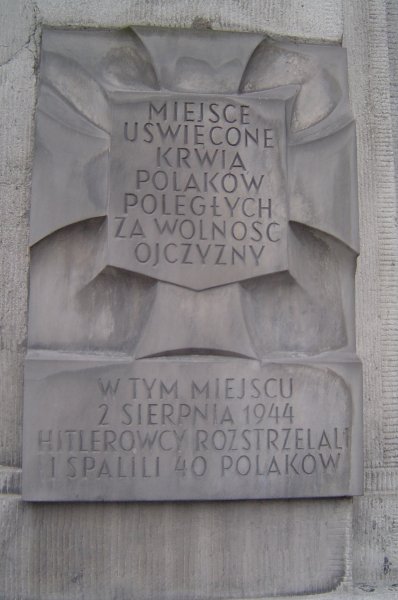 MIEJSCE
UŚWIĘCONE
KRWIĄ
POLAKÓW
POLEGŁYCH
ZA WOLNOŚĆ
OJCZYZNY
W TYM MIEJSCU
2 SIERPNIA 1944
HITLEROWCY ROZSTRZELALI
I SPALILI 40 POLAKÓW